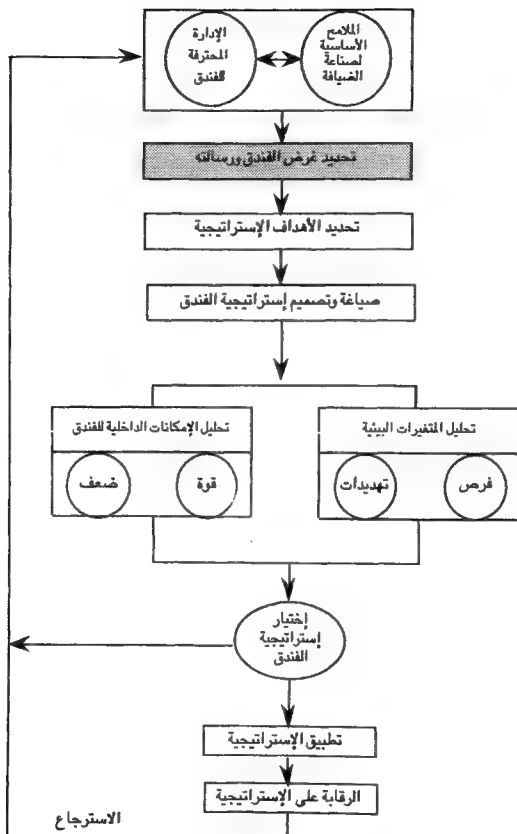 الملامح
الأساسية
لصناعة
الضيافة
الإدارة
المحترفة
للفندق
تحديد غرض الفندق ورسالته
تحديد الأهداف الإستراتيجية
صياغة وتصميم إستراتيجية الفندق
تحليل المتغيرات البيئية
فرص
تهديدات
تحليل الإمكانات الداخلية للفندق
قوة
ضعف
إختيار
إستراتيجية
الفندق
تطبيق الإستراتيجية
الرقابة على الإستراتيجية
الاسترجاع